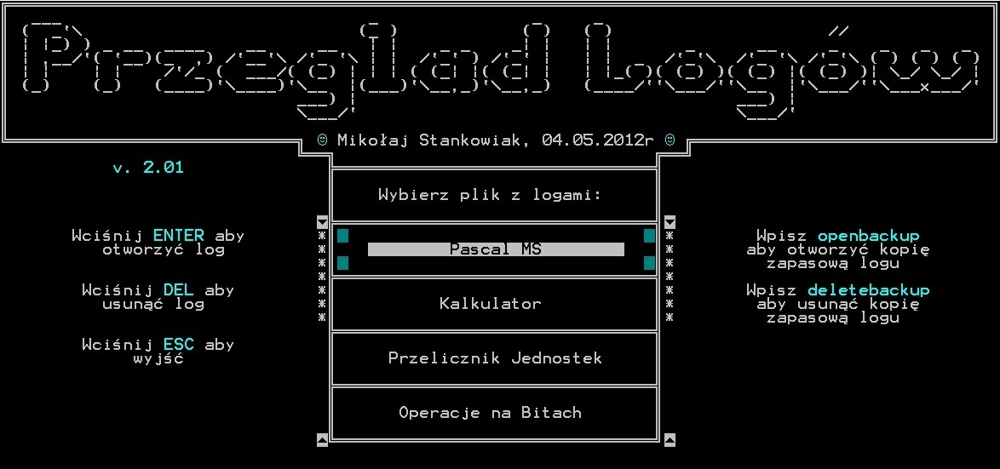 Przegląd Logów
Mikołaj Stankowiak, 04.05.2012r
v. 2.01
Wybierz plik z logami:
Wciśnij ENTER aby
otworzyć log
Wciśnij DEL aby
usunąć log
Wciśnij ESC aby
wyjść
Pascal MS
Kalkulator
Przelicznik Jednostek
Operacje na Bitach
Wpisz openbackup
aby otworzyć kopię
zapasową logu
Wpisz deletebackup
aby usunąć kopię
zapasową logu